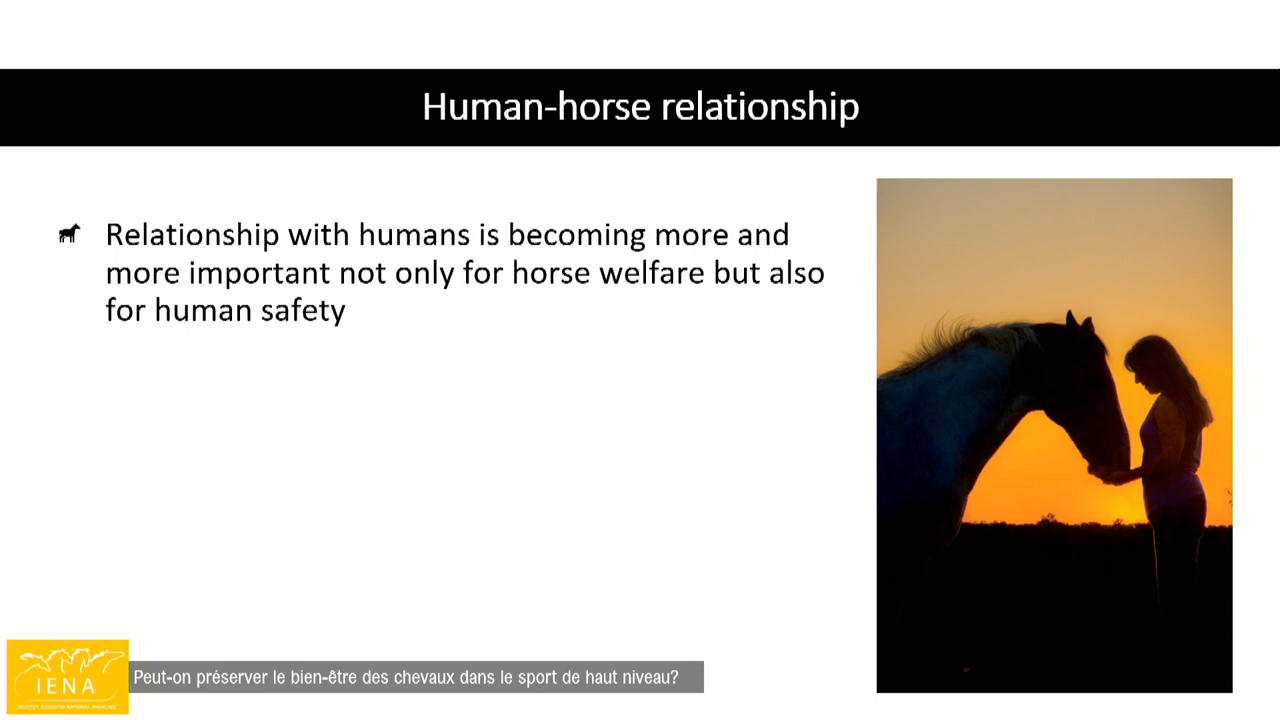 Human-horse relationship
Relationship with humans is becoming more and
more important not only for horse welfare but also
for human safety
IENA
Peut-on préserver le bien-être des chevaux dans le sport de haut niveau?